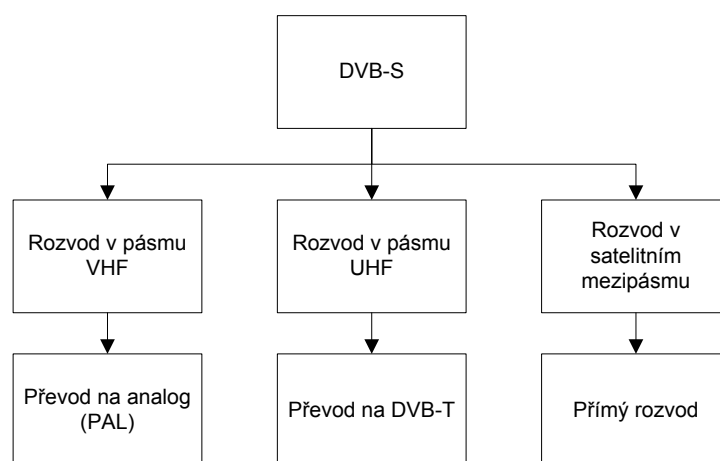 DVB-S
Rozvod v pásmu
VHF
Rozvod v pásmu
UHF
Rozvod v
satelitním
mezipásmu
Převod na analog
(PAL)
Převod na DVB-T
Přímý rozvod